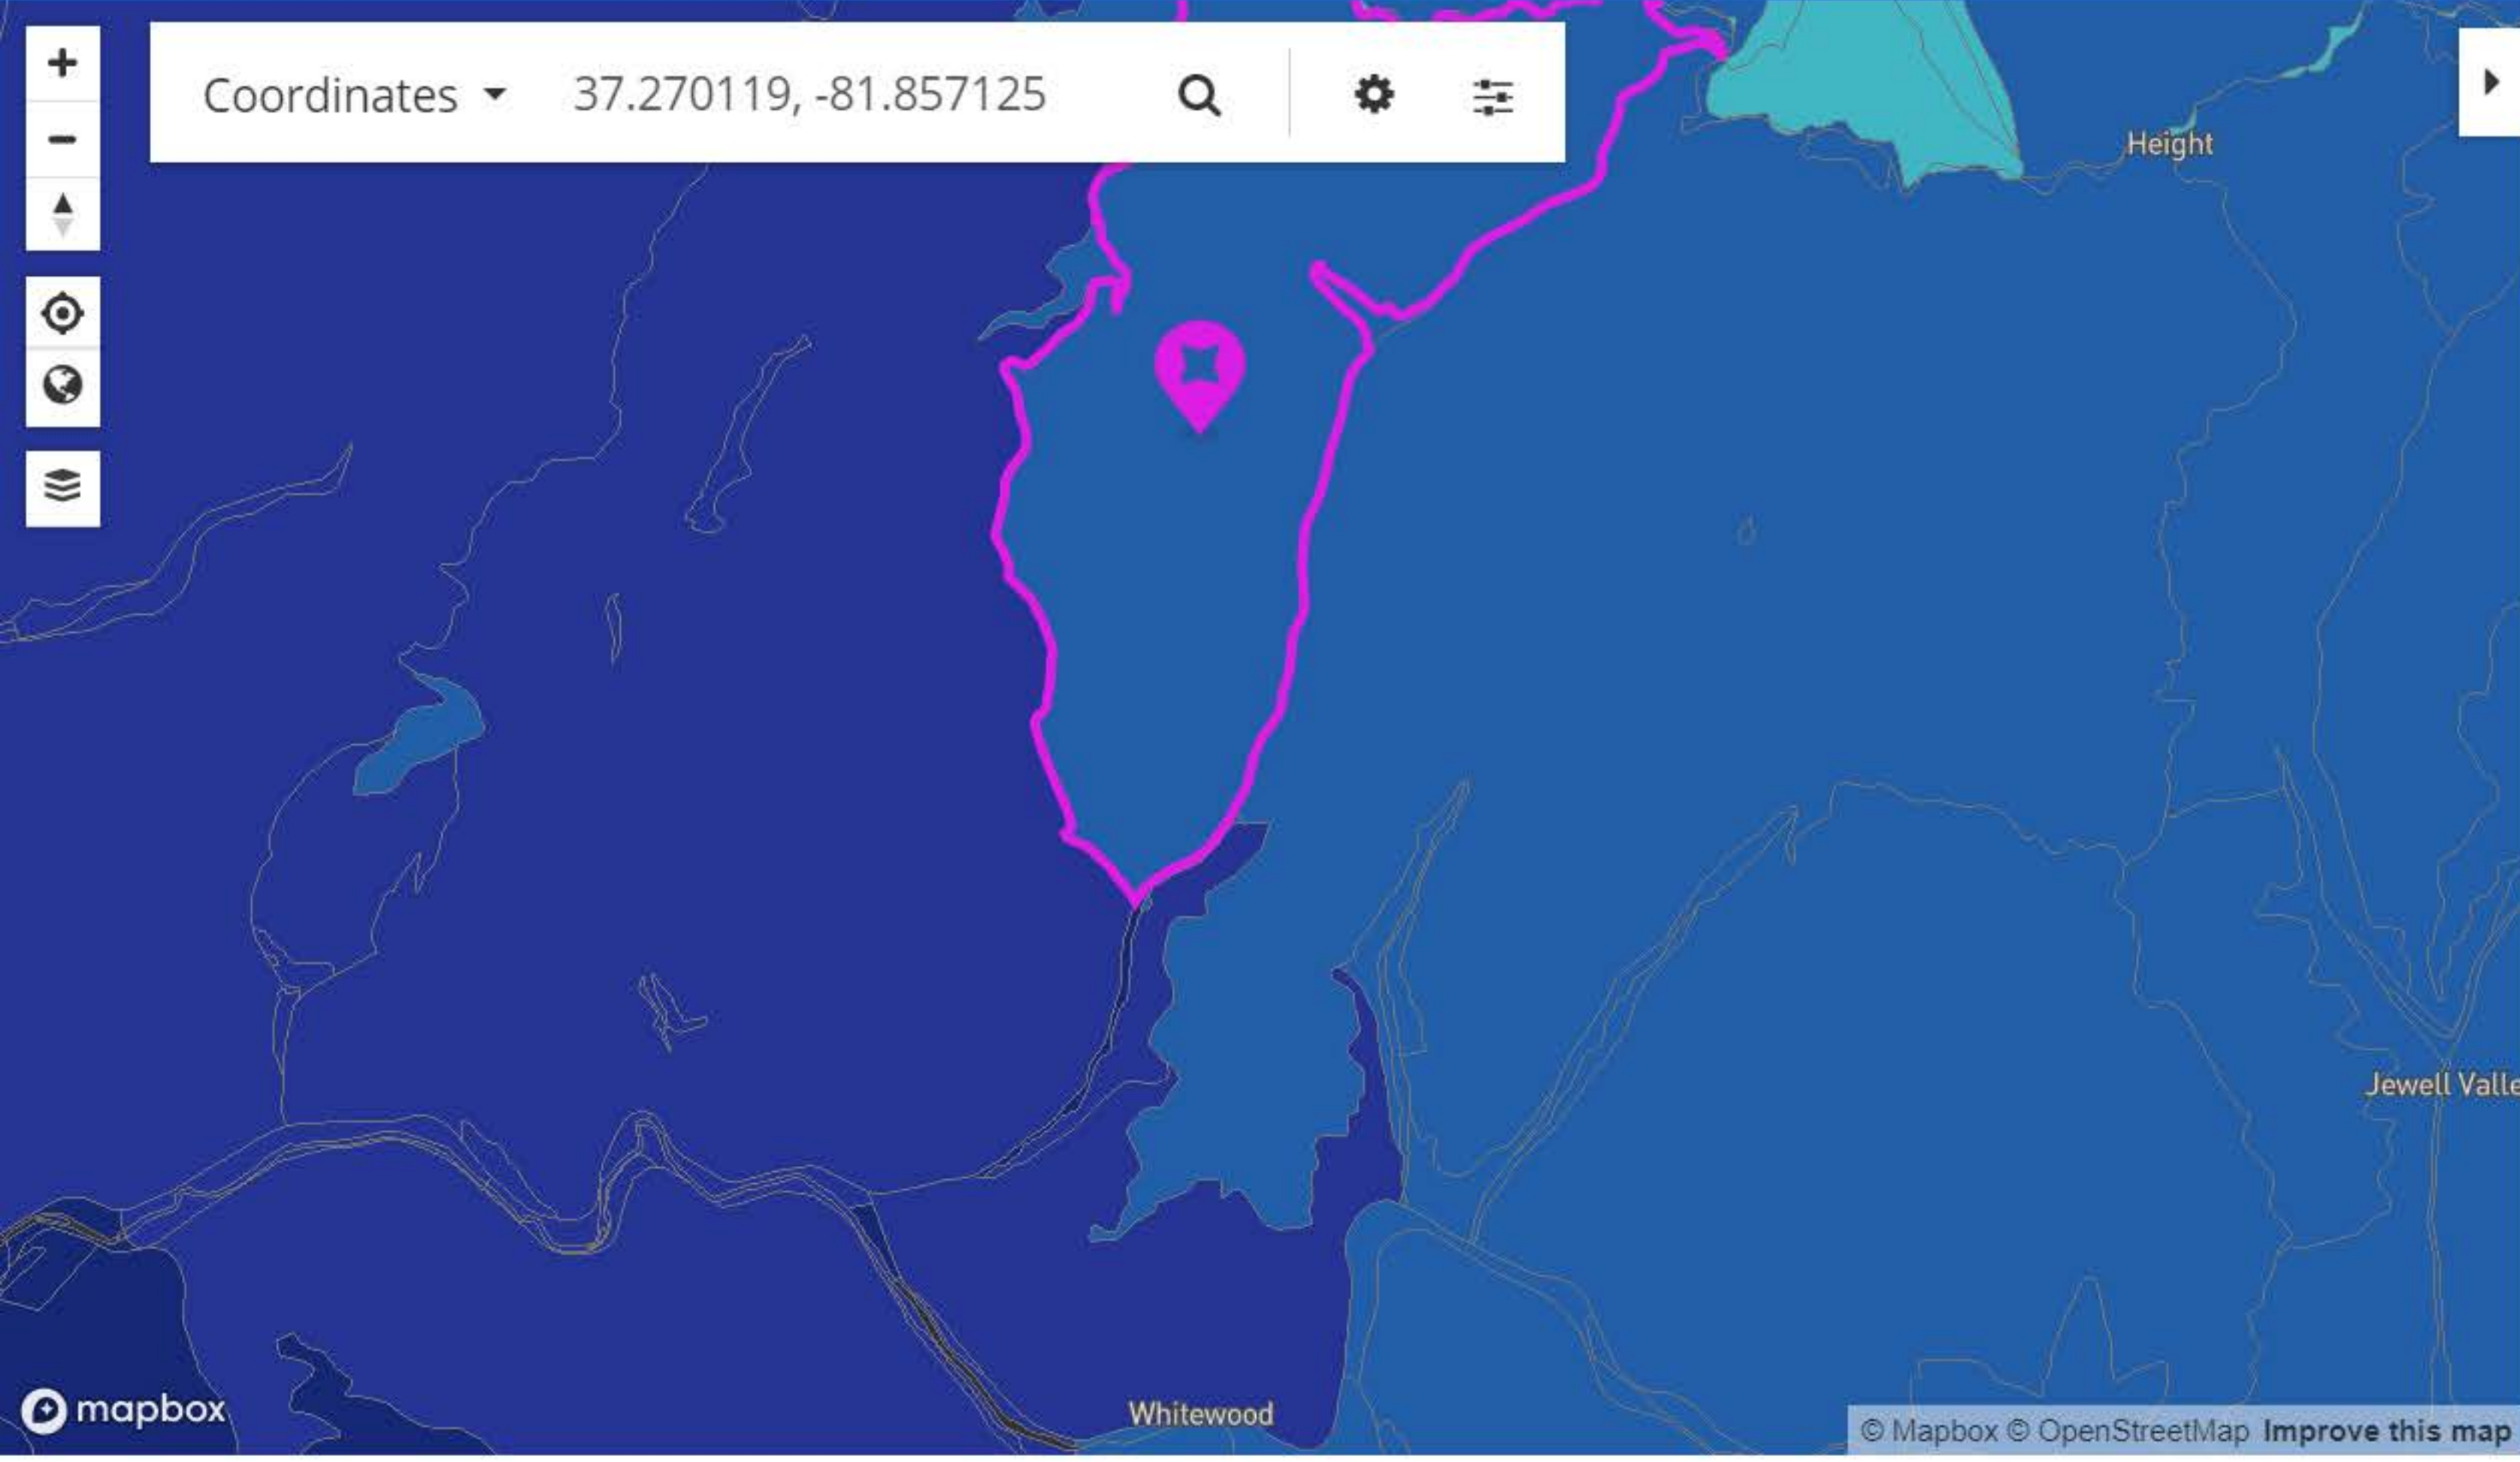 Coordinates 37.270119, -81.857125
Height
Jewell Valle
Whitewood
mapbox
© Mapbox © OpenStreetMap Improve this map